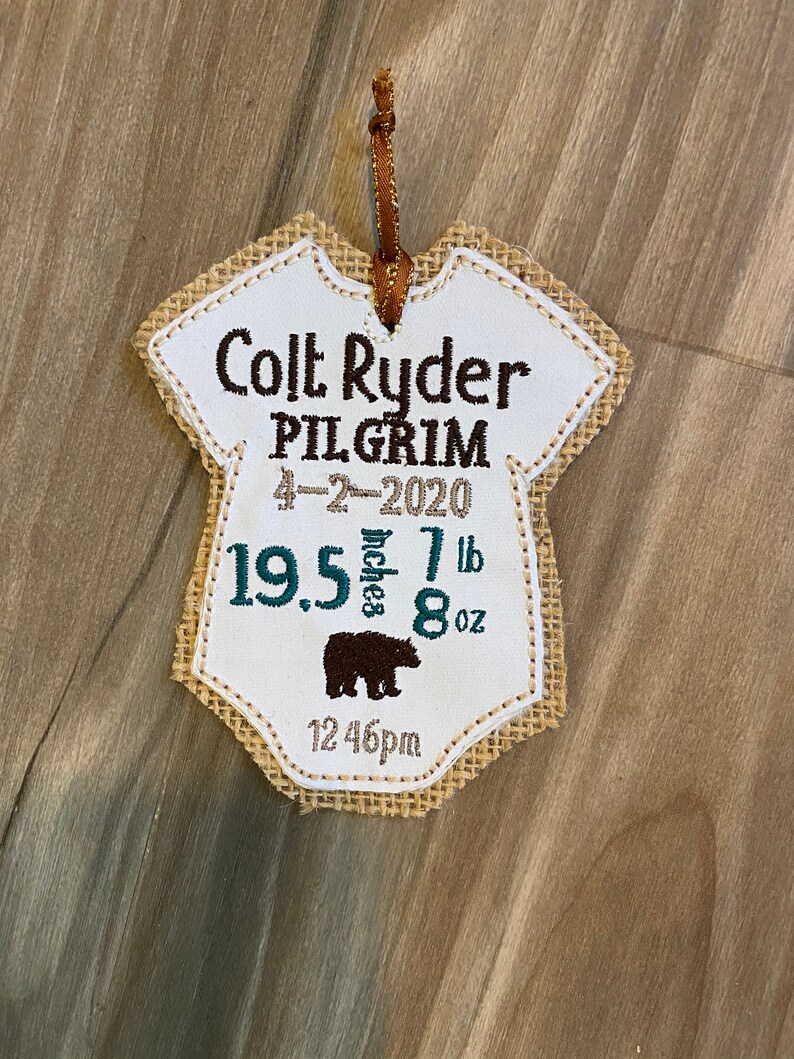 Colt Ryder
PILGRIM
4-2-2020
19.5 inches
7 lb
8 oz
12 46pm